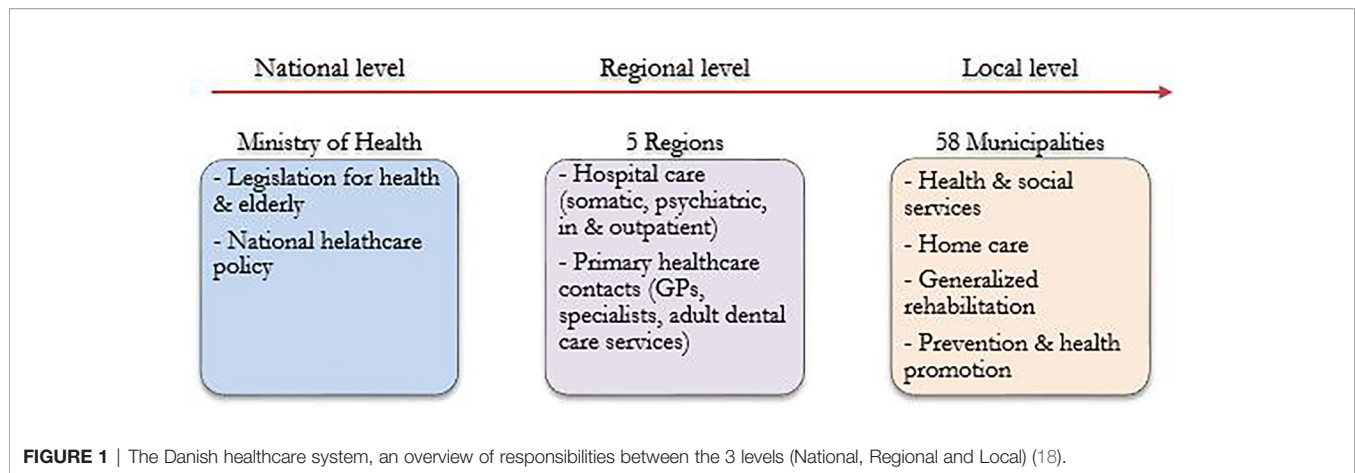 National level
Regional level
Local level
Ministry of Health
- Legislation for health
& elderly
- National helathcare
policy
5 Regions
- Hospital care
(somatic, psychiatric,
in & outpatient)
- Primary healthcare
contacts (GPs,
specialists, adult dental
care services)
58 Municipalities
- Health & social
services
- Home care
- Generalized
rehabilitation
- Prevention & health
promotion
FIGURE 1 | The Danish healthcare system, an overview of responsibilities between the 3 levels (National, Regional and Local) (18).